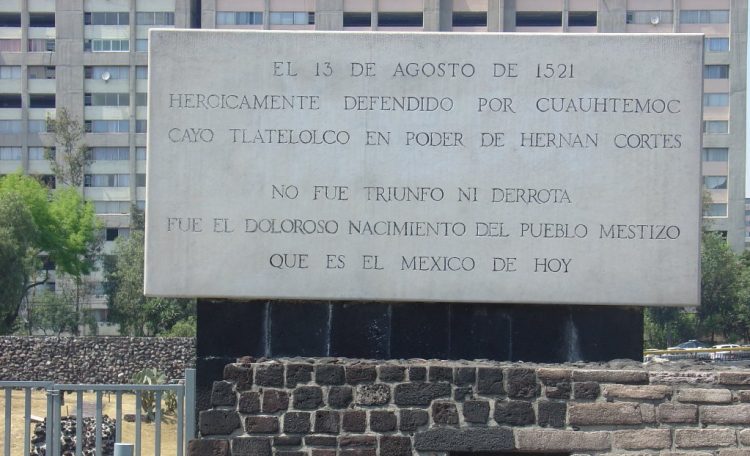 EL 13 DE AGOSTO DE 1521
HEROICAMENTE DEFENDIDO POR CUAUHTEMOC
CAYO TLATELOLCO EN PODER DE HERNAN CORTES
NO FUE TRIUNFO NI DERROTA
FUE EL DOLOROSO NACIMIENTO DEL PUEBLO MESTIZO
QUE ES EL MEXICO DE HOY